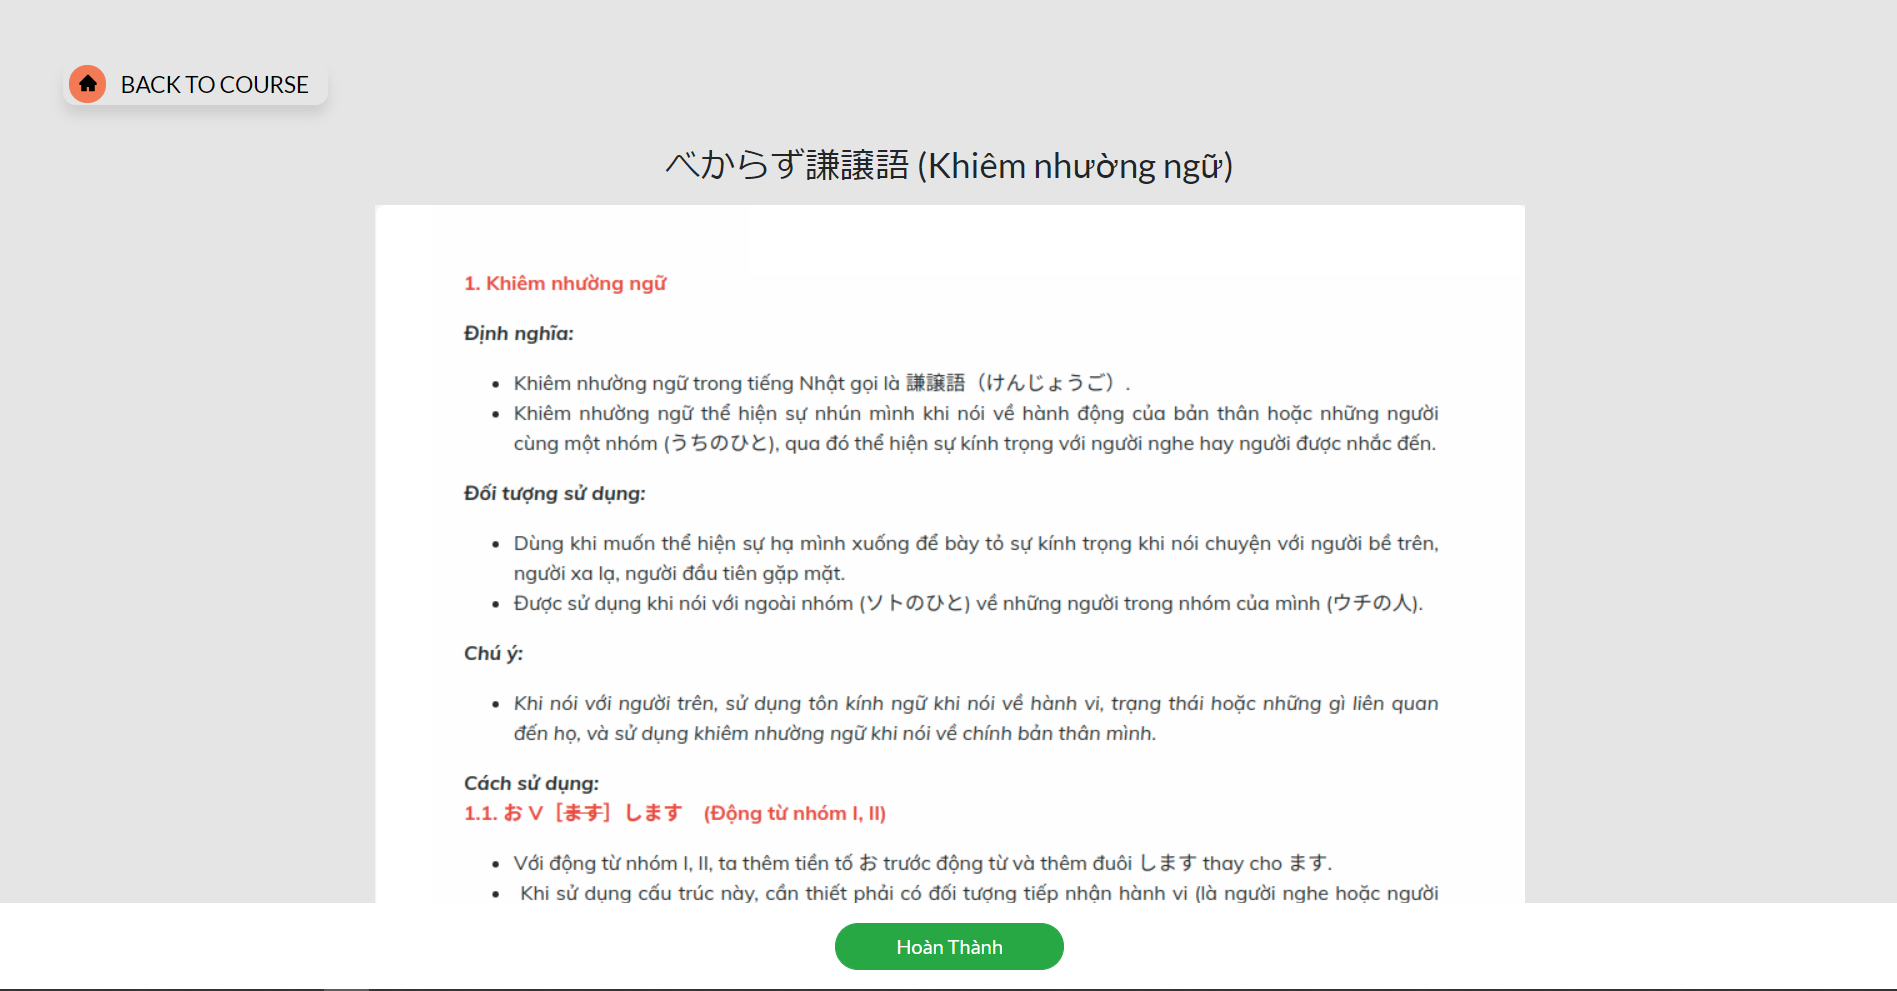 BACK TO COURSE
べからず謙譲語 (Khiêm nhường ngữ)
1. Khiêm nhường ngữ
Định nghĩa:
• Khiêm nhường ngữ trong tiếng Nhật gọi là 謙譲語（けんじょうご）.
• Khiêm nhường ngữ thể hiện sự nhún mình khi nói về hành động của bản thân hoặc những người
cùng một nhóm (うちのひと), qua đó thể hiện sự kính trọng với người nghe hay người được nhắc đến.
Đối tượng sử dụng:
• Dùng khi muốn thể hiện sự hạ mình xuống để bày tỏ sự kính trọng khi nói chuyện với người bề trên,
người xa lạ, người đầu tiên gặp mặt.
• Được sử dụng khi nói với ngoài nhóm (ソトのひと) về những người trong nhóm của mình (ウチの人).
Chú ý:
• Khi nói với người trên, sử dụng tôn kính ngữ khi nói về hành vi, trạng thái hoặc những gì liên quan
đến họ, và sử dụng khiêm nhường ngữ khi nói về chính bản thân mình.
Cách sử dụng:
1.1. お V［ます］します　(Động từ nhóm I, II)
• Với động từ nhóm I, II, ta thêm tiền tố お trước động từ và thêm đuôi します thay cho ます.
• Khi sử dụng cấu trúc này, cần thiết phải có đối tượng tiếp nhận hành vi (là người nghe hoặc người
Hoàn Thành